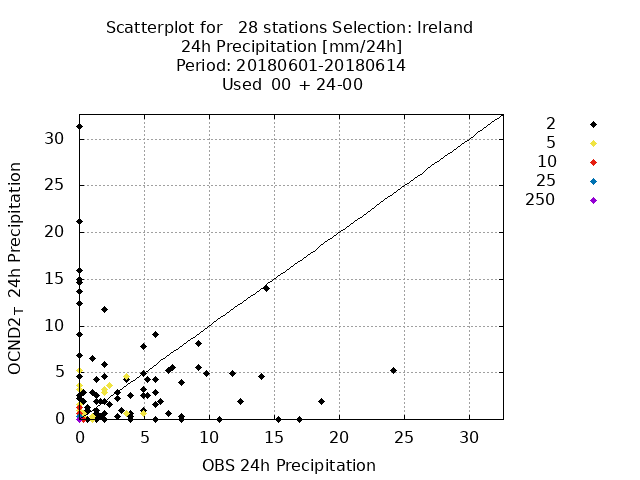 Scatterplot for 28 stations Selection: Ireland
24h Precipitation [mm/24h]
Period: 20180601-20180614
Used 00 + 24-00
2
5
10
25
250
30
25
20
15
10
5
0
OCND2T 24h Precipitation
0 5 10 15 20 25 30
OBS 24h Precipitation